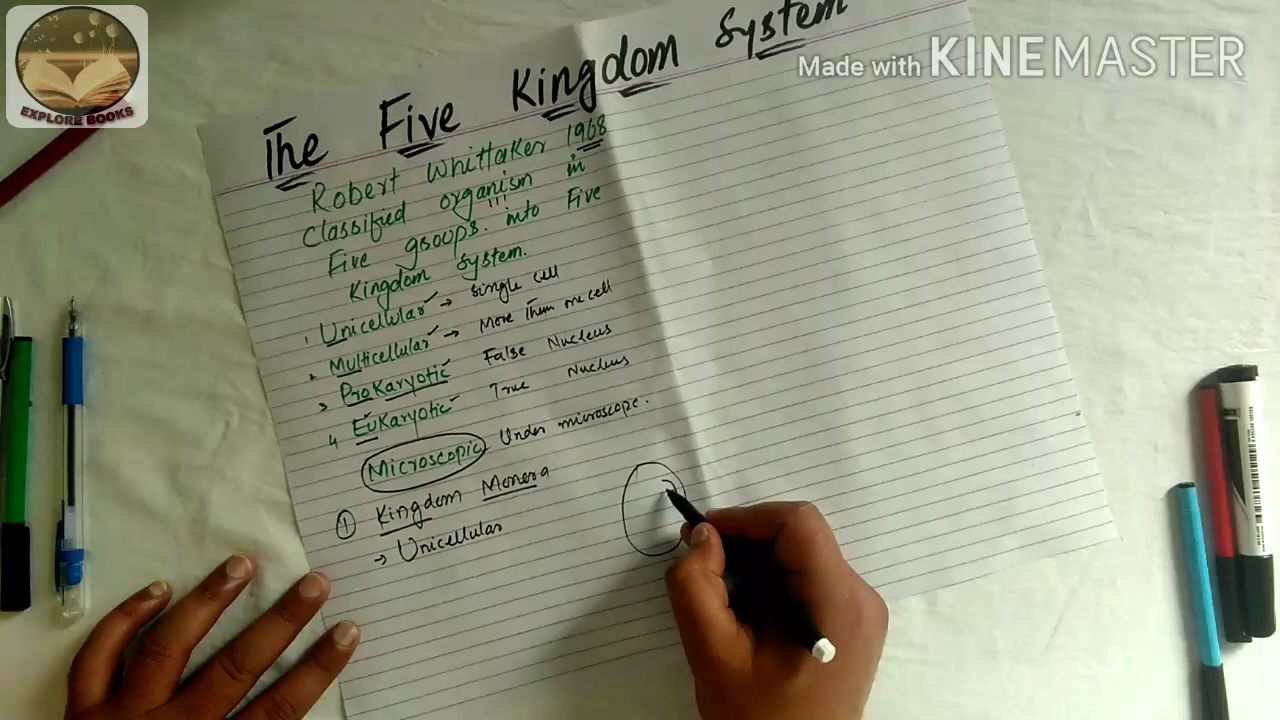 EXPLORE BOOKS
Made with KINEMASTER
The Five Kingdom System
Robert Whittaker 1968
classified organism in
Five groups. into Five
Kingdom System.
1 Unicellular → Single cell
2 Multicellular → More Them one cell
3 Prokaryotic False Nucleus
4 Eukaryotic True Nucleus
Microscopic Under microscope.
① Kingdom Monera
→ Unicellular